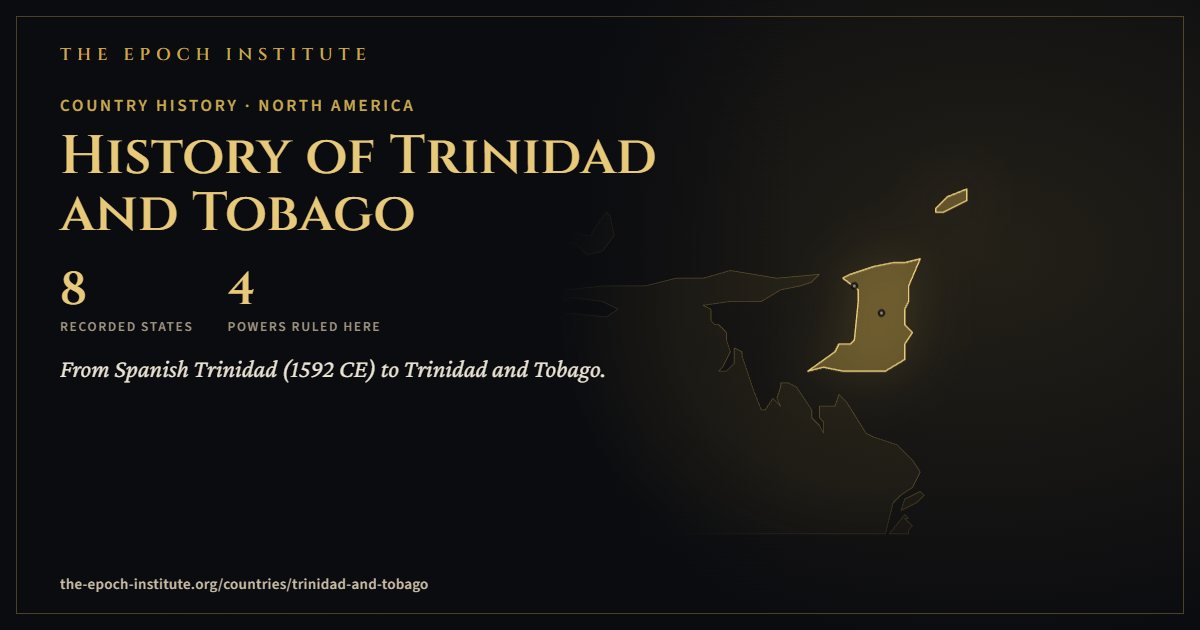 THE EPOCH INSTITUTE
COUNTRY HISTORY · NORTH AMERICA
History of Trinidad
and Tobago
8
4
RECORDED STATES
POWERS RULED HERE
From Spanish Trinidad (1592 CE) to Trinidad and Tobago.
the-epoch-institute.org/countries/trinidad-and-tobago